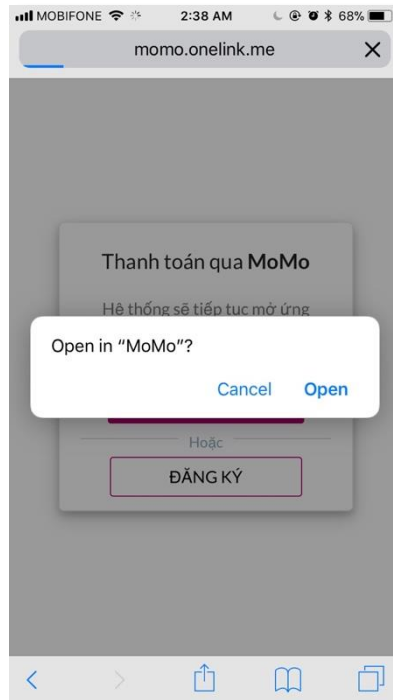 MOBIFONE 2:38 AM 68%
momo.onelink.me
Thanh toán qua MoMo
Hệ thống sẽ tiếp tục mở ứng
Open in “MoMo”?
Cancel Open
Hoặc
ĐĂNG KÝ